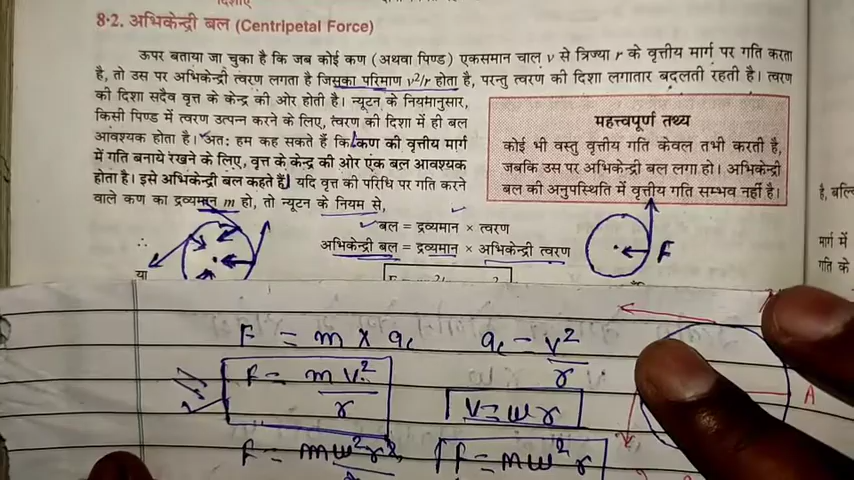 8·2. अभिकेन्द्री बल (Centripetal Force)
ऊपर बताया जा चुका है कि जब कोई कण (अथवा पिण्ड) एकसमान चाल v से त्रिज्या r के वृत्तीय मार्ग पर गति करता
है, तो उस पर अभिकेन्द्री त्वरण लगता है जिसका परिमाण v²/r होता है, परन्तु त्वरण की दिशा लगातार बदलती रहती है। त्वरण
की दिशा सदैव वृत्त के केन्द्र की ओर होती है। न्यूटन के नियमानुसार,
किसी पिण्ड में त्वरण उत्पन्न करने के लिए, त्वरण की दिशा में ही बल
आवश्यक होता है। अत: हम कह सकते हैं कि कण की वृत्तीय मार्ग
में गति बनाये रखने के लिए, वृत्त के केन्द्र की ओर एक बल आवश्यक
होता है। इसे अभिकेन्द्री बल कहते हैं। यदि वृत्त की परिधि पर गति करने
वाले कण का द्रव्यमान m हो, तो न्यूटन के नियम से,
महत्त्वपूर्ण तथ्य
कोई भी वस्तु वृत्तीय गति केवल तभी करती है,
जबकि उस पर अभिकेन्द्री बल लगा हो। अभिकेन्द्री
बल की अनुपस्थिति में वृत्तीय गति सम्भव नहीं है।
बल = द्रव्यमान × त्वरण
∴ अभिकेन्द्री बल = द्रव्यमान × अभिकेन्द्री त्वरण
F
या
मार्ग में
गति के
F = m × ac
ac = v²/r
F = mv²/r
v = wr
A
F = mw²r²
F = mw²r